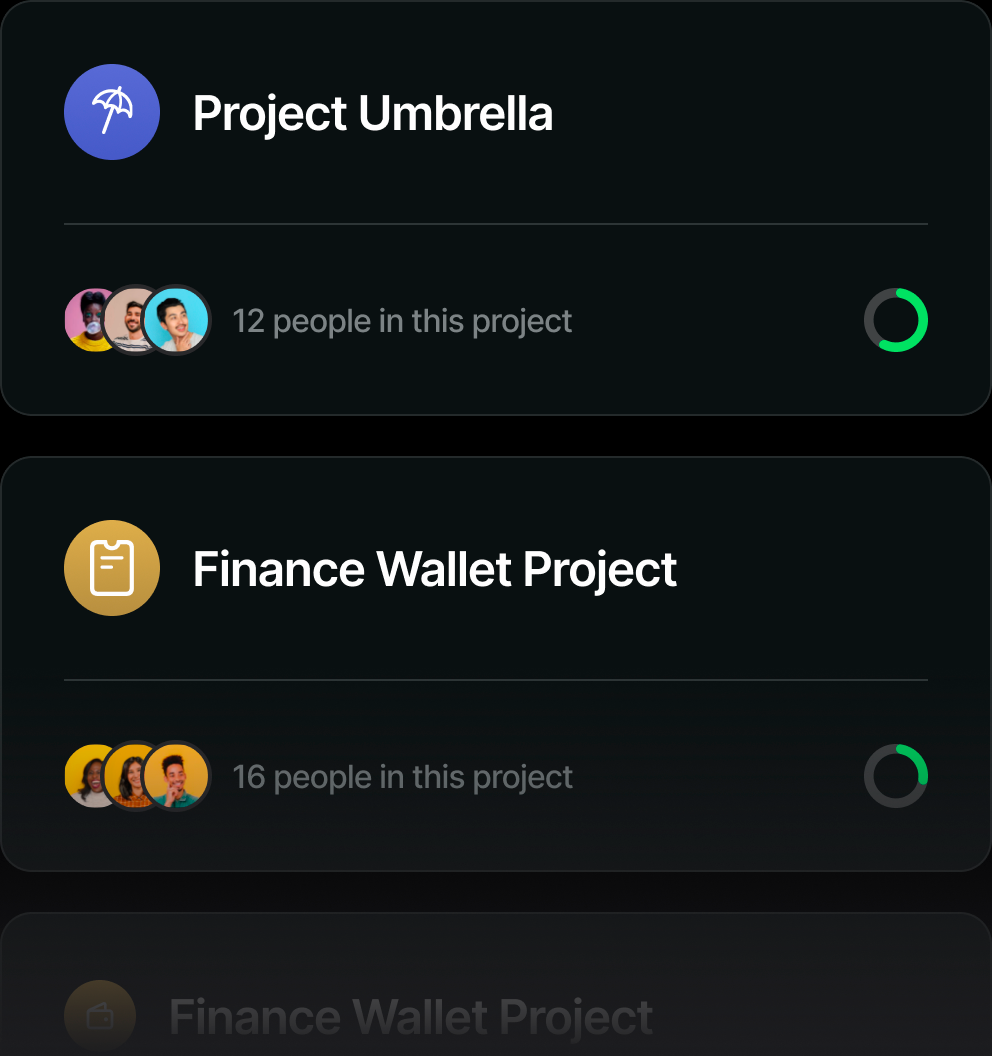 Project Umbrella
12 people in this project
Finance Wallet Project
16 people in this project
Finance Wallet Project